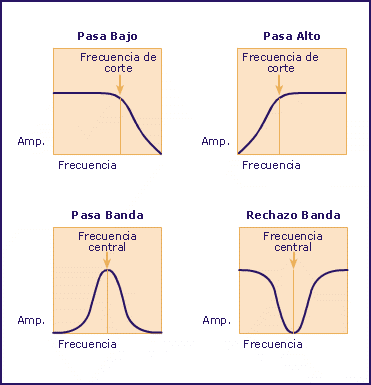 Pasa Bajo
Frecuencia de
corte
Amp.
Frecuencia
Pasa Alto
Frecuencia de
corte
Amp.
Frecuencia
Pasa Banda
Frecuencia
central
Amp.
Frecuencia
Rechazo Banda
Frecuencia
central
Amp.
Frecuencia